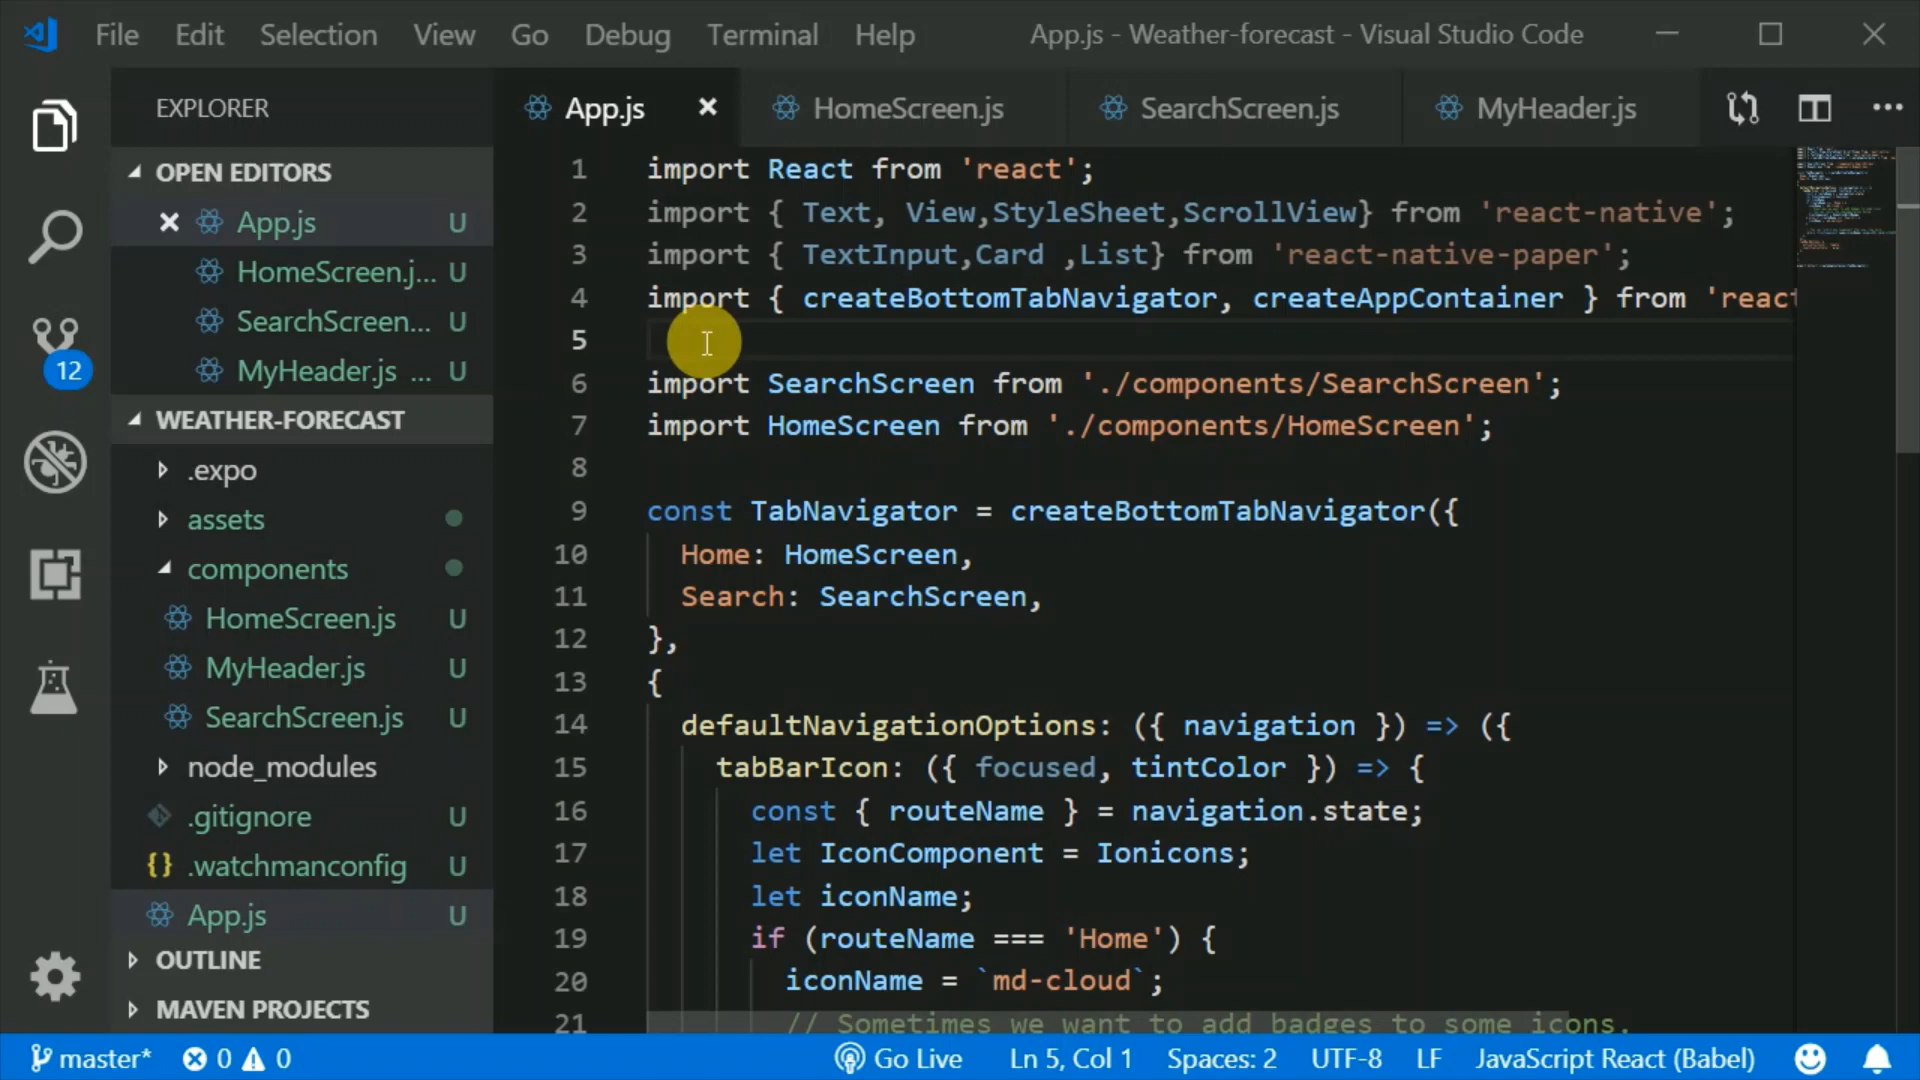 File Edit Selection View Go Debug Terminal Help App.js - Weather-forecast - Visual Studio Code
EXPLORER
OPEN EDITORS
App.js U
HomeScreen.j... U
SearchScreen... U
MyHeader.js ... U
WEATHER-FORECAST
.expo
assets
components
HomeScreen.js U
MyHeader.js U
SearchScreen.js U
node_modules
.gitignore U
{} .watchmanconfig U
App.js U
OUTLINE
MAVEN PROJECTS
12
App.js HomeScreen.js SearchScreen.js MyHeader.js ...
1 import React from 'react';
2 import { Text, View,StyleSheet,ScrollView} from 'react-native';
3 import { TextInput,Card ,List} from 'react-native-paper';
4 import { createBottomTabNavigator, createAppContainer } from 'react
5
6 import SearchScreen from './components/SearchScreen';
7 import HomeScreen from './components/HomeScreen';
8
9 const TabNavigator = createBottomTabNavigator({
10 Home: HomeScreen,
11 Search: SearchScreen,
12 },
13 {
14 defaultNavigationOptions: ({ navigation }) => ({
15 tabBarIcon: ({ focused, tintColor }) => {
16 const { routeName } = navigation.state;
17 let IconComponent = Ionicons;
18 let iconName;
19 if (routeName === 'Home') {
20 iconName = `md-cloud`;
21 // Sometimes we want to add badges to some icons.
master* 0 0 Go Live Ln 5, Col 1 Spaces: 2 UTF-8 LF JavaScript React (Babel)